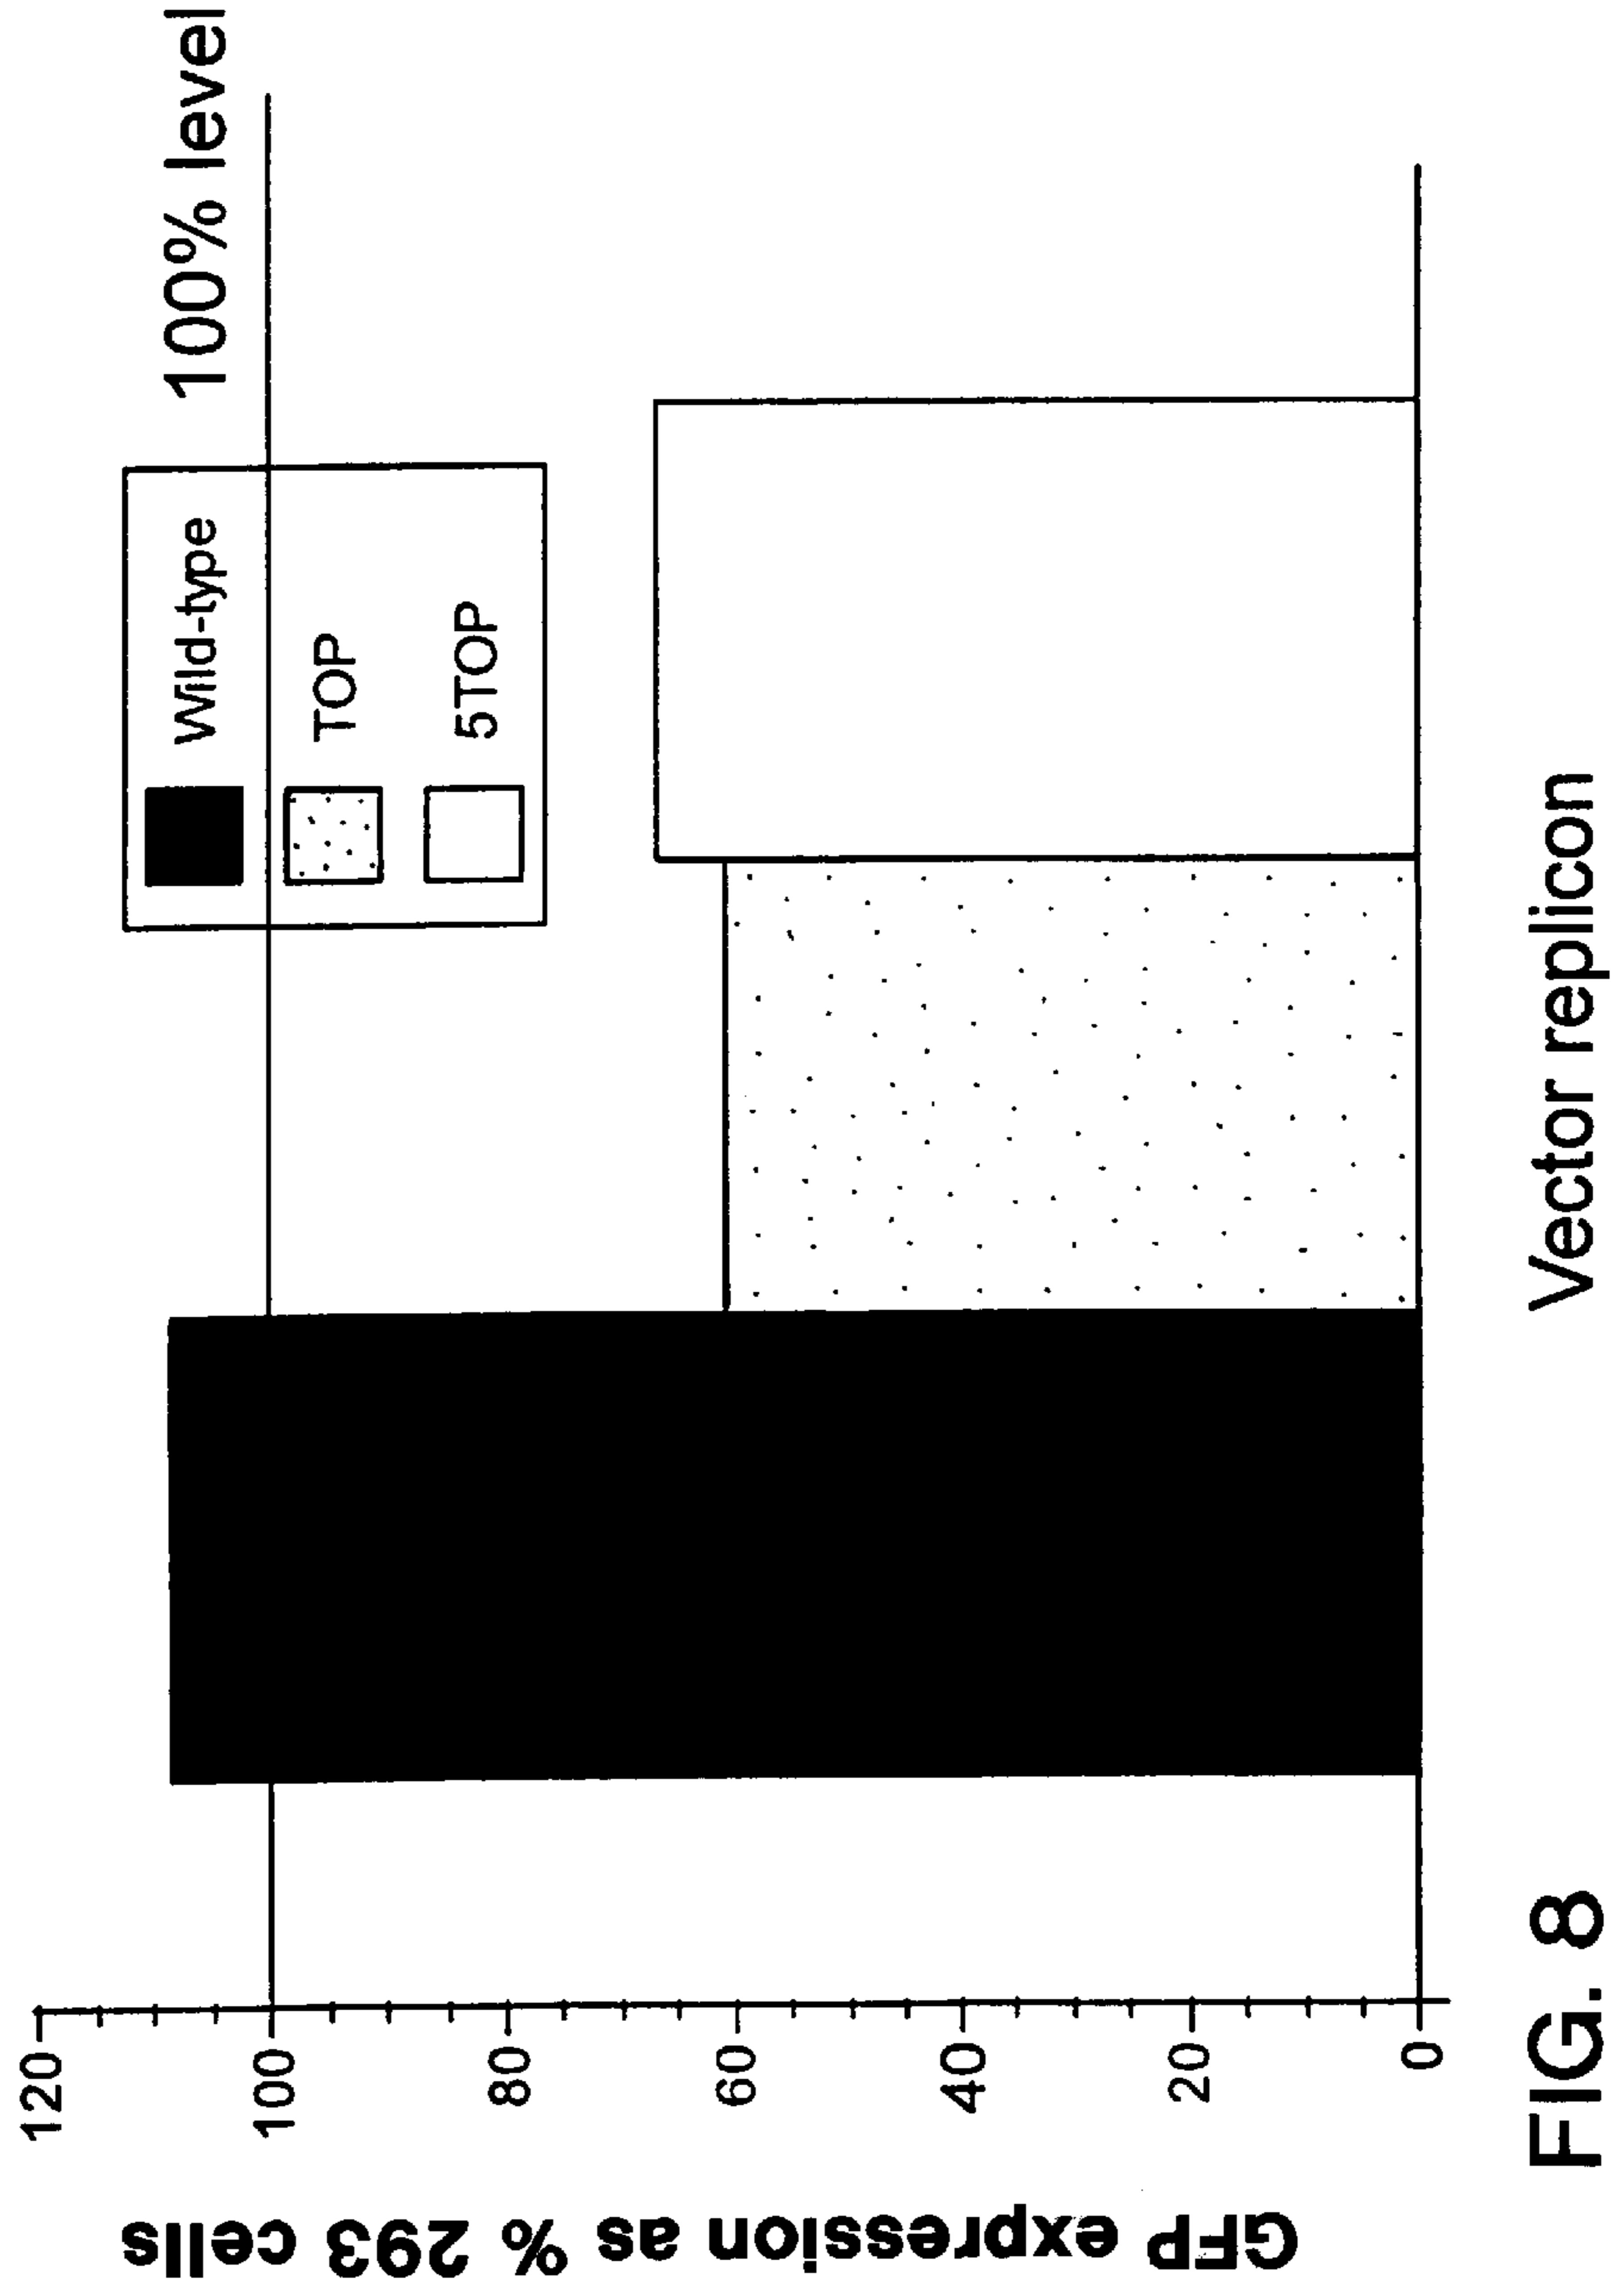 100% level
Wild-type
TOP
5TOP
120
100
80
60
40
20
0
GFP expression as % 293 cells
Vector replicon
FIG. 8